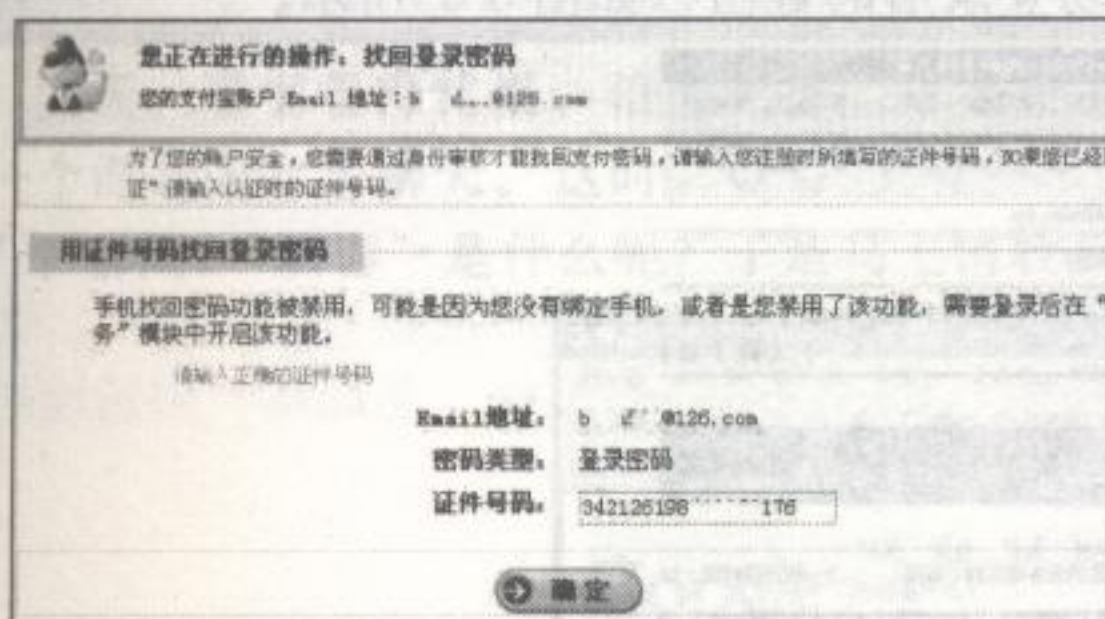 您正在进行的操作：找回登录密码
您的支付宝账户 Email 地址：b d...@126.com
为了您的账户安全，您需要通过身份审核才能找回支付密码，请输入您注册时所填写的证件号码，如果您已经
证"请输入认证时的证件号码。
用证件号码找回登录密码
手机找回密码功能被禁用，可能是因为您没有绑定手机，或者是您禁用了该功能，需要登录后在"
务"模块中开启该功能。
请输入正确的证件号码
Email地址： b d @126.com
密码类型： 登录密码
证件号码： 342126198 176
确定